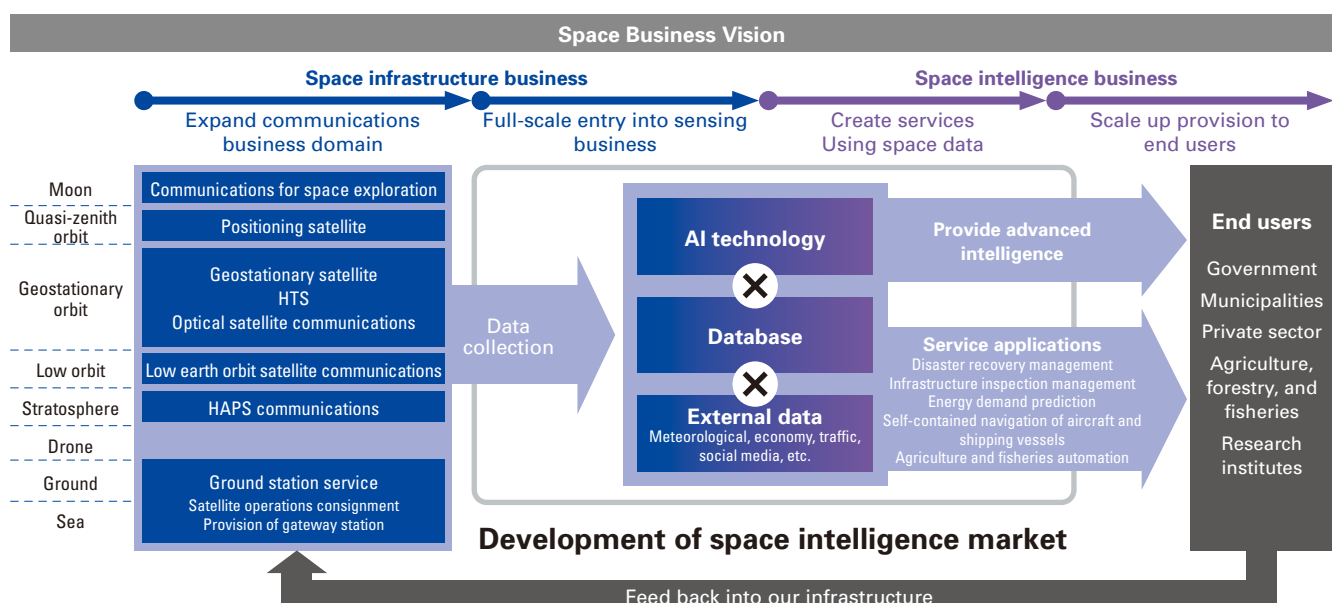 Space Business Vision
Space infrastructure business
Space intelligence business
Expand communications
business domain
Full-scale entry into sensing
business
Create services
Using space data
Scale up provision to
end users
Moon
Quasi-zenith
orbit
Geostationary
orbit
Low orbit
Stratosphere
Drone
Ground
Sea
Communications for space exploration
Positioning satellite
Geostationary satellite
HTS
Optical satellite communications
Low earth orbit satellite communications
HAPS communications
Ground station service
Satellite operations consignment
Provision of gateway station
Data
collection
AI technology
Database
External data
Meteorological, economy, traffic,
social media, etc.
Provide advanced
intelligence
Service applications
Disaster recovery management
Infrastructure inspection management
Energy demand prediction
Self-contained navigation of aircraft and
shipping vessels
Agriculture and fisheries automation
End users
Government
Municipalities
Private sector
Agriculture,
forestry, and
fisheries
Research
institutes
Development of space intelligence market
Feed back into our infrastructure